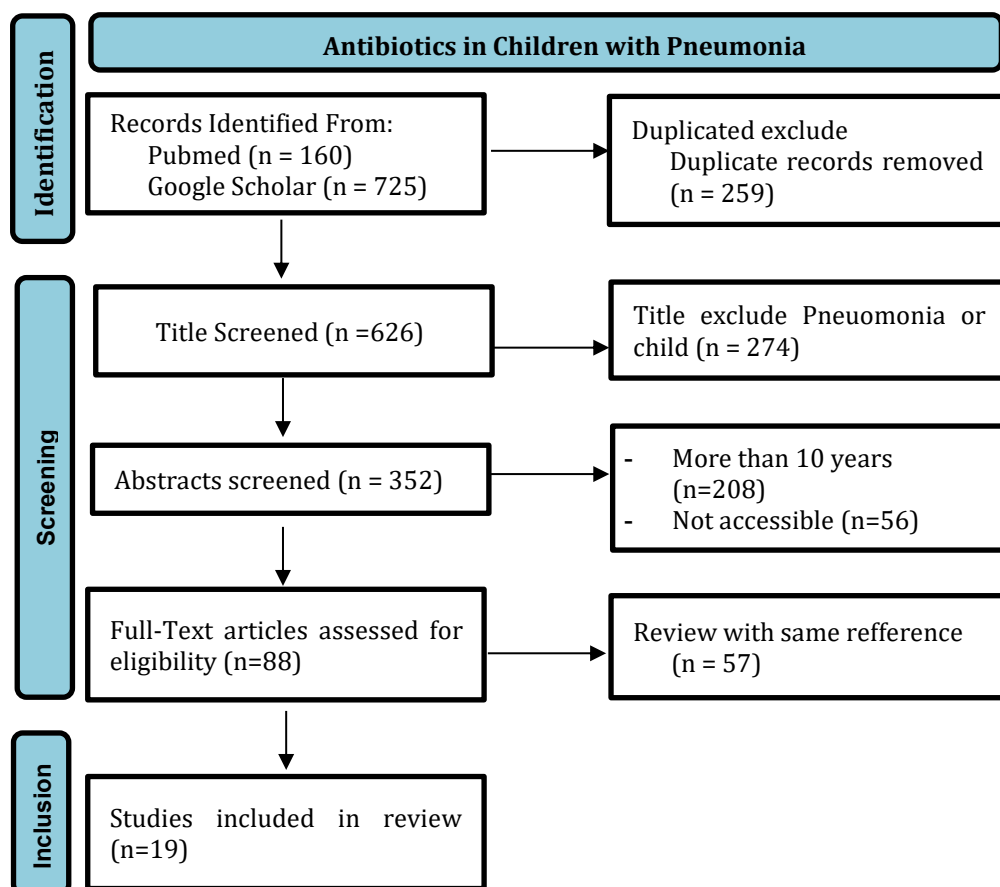 Antibiotics in Children with Pneumonia
Identification
Records Identified From:
Pubmed (n = 160)
Google Scholar (n = 725)
Duplicated exclude
Duplicate records removed
(n = 259)
Screening
Title Screened (n =626)
Title exclude Pneuomonia or
child (n = 274)
Abstracts screened (n = 352)
- More than 10 years
(n=208)
- Not accessible (n=56)
Full-Text articles assessed for
eligibility (n=88)
Review with same refference
(n = 57)
Inclusion
Studies included in review
(n=19)